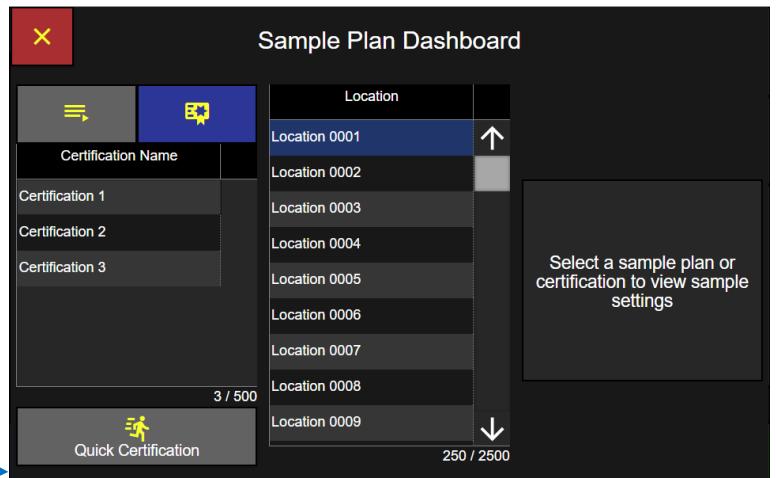 Sample Plan Dashboard
Certification Name
Certification 1
Certification 2
Certification 3
3 / 500
Quick Certification
Location
Location 0001
Location 0002
Location 0003
Location 0004
Location 0005
Location 0006
Location 0007
Location 0008
Location 0009
250 / 2500
Select a sample plan or
certification to view sample
settings